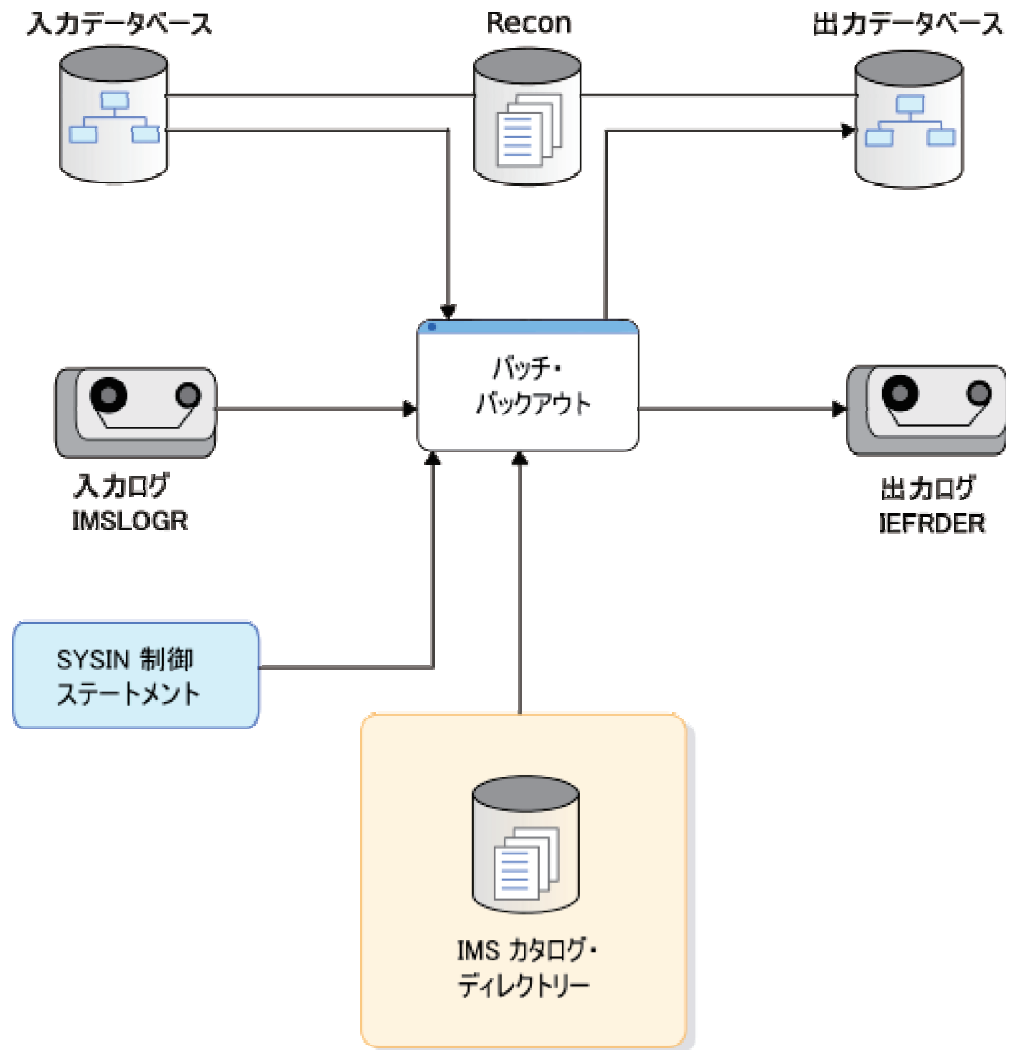 入力データベース
Recon
出力データベース
バッチ・
バックアウト
入力ログ
IMSLOGR
出力ログ
IEFRDER
SYSIN 制御
ステートメント
IMS カタログ・
ディレクトリー